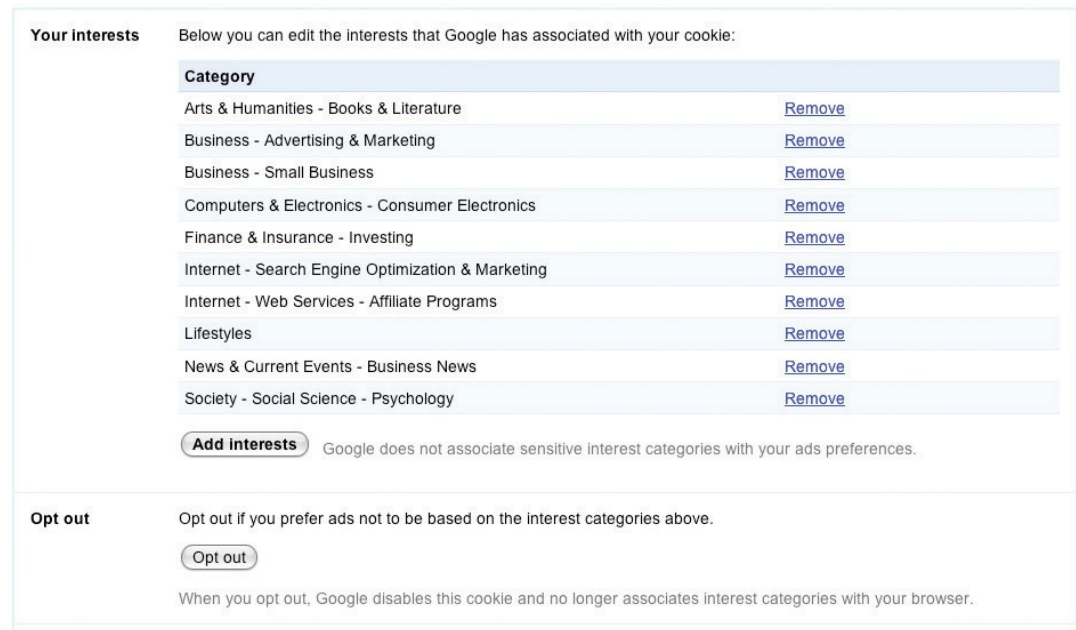 Your interests Below you can edit the interests that Google has associated with your cookie:
Category
Arts & Humanities - Books & Literature Remove
Business - Advertising & Marketing Remove
Business - Small Business Remove
Computers & Electronics - Consumer Electronics Remove
Finance & Insurance - Investing Remove
Internet - Search Engine Optimization & Marketing Remove
Internet - Web Services - Affiliate Programs Remove
Lifestyles Remove
News & Current Events - Business News Remove
Society - Social Science - Psychology Remove
Add interests Google does not associate sensitive interest categories with your ads preferences.
Opt out Opt out if you prefer ads not to be based on the interest categories above.
Opt out
When you opt out, Google disables this cookie and no longer associates interest categories with your browser.